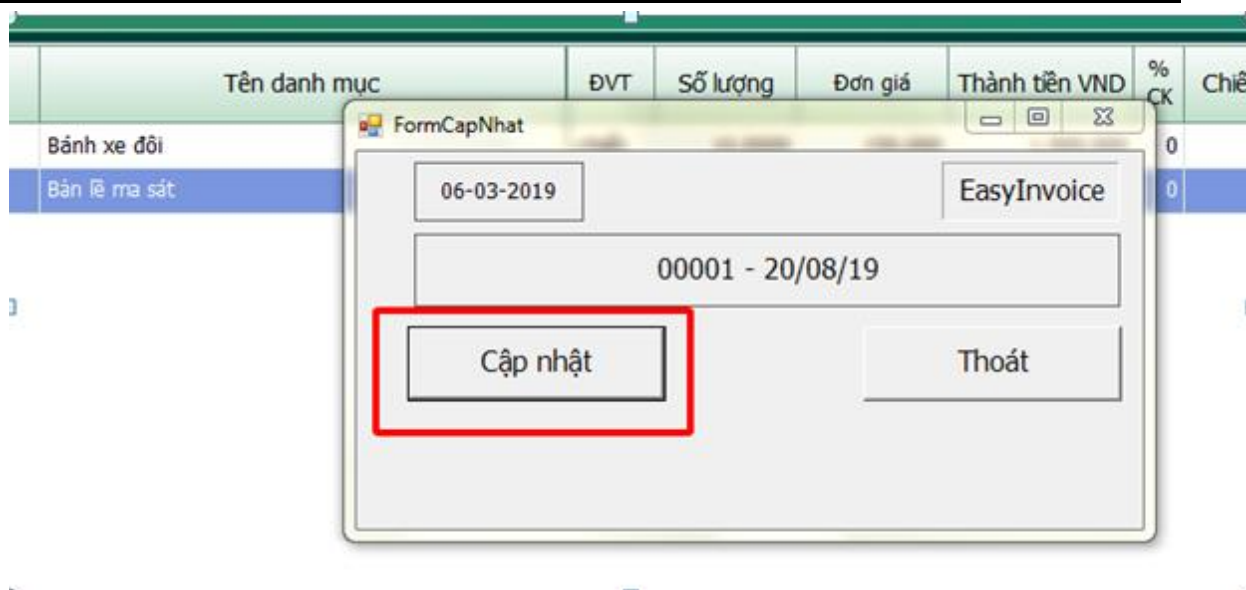 Tên danh mục ĐVT Số lượng Đơn giá Thành tiền VND % CK Chiế
FormCapNhat
Bánh xe đôi 0
Bản lề ma sát 0
06-03-2019 EasyInvoice
00001 - 20/08/19
Cập nhật Thoát